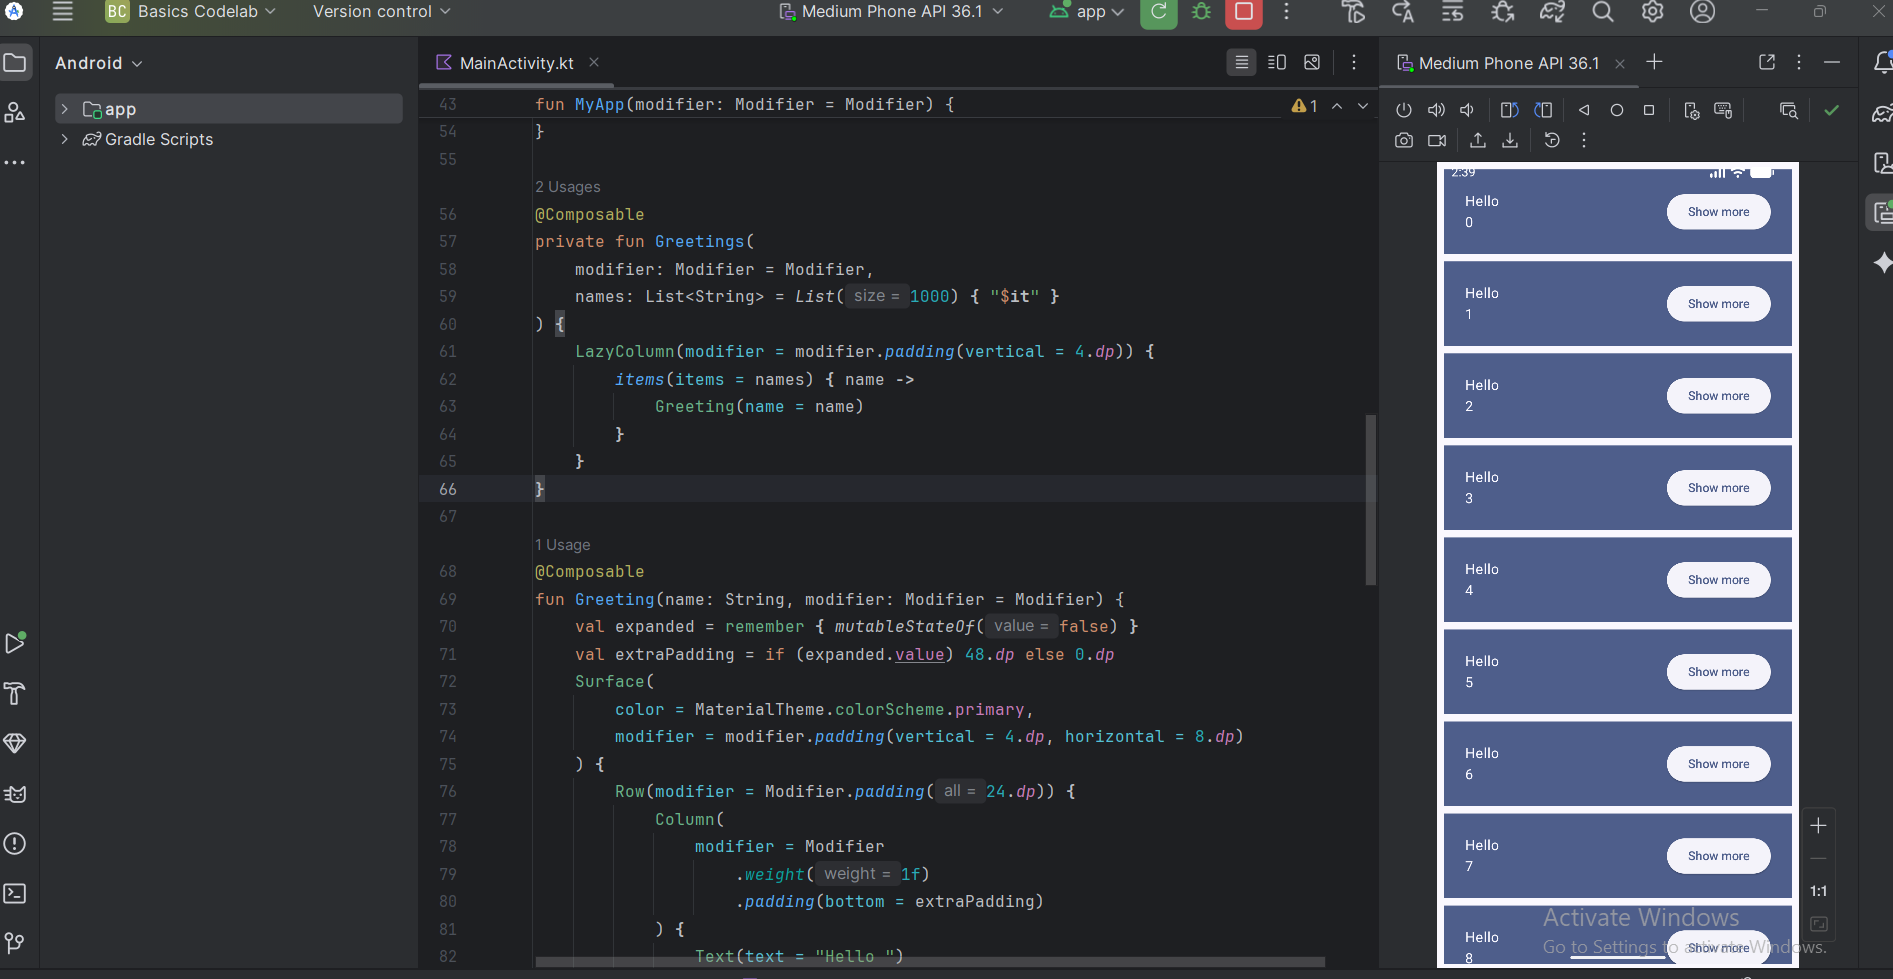 BC Basics Codelab Version control Medium Phone API 36.1 app
Android
MainActivity.kt
Medium Phone API 36.1
app
Gradle Scripts
43 fun MyApp(modifier: Modifier = Modifier) {
1
54 }
55
2 Usages
56 @Composable
57 private fun Greetings(
58 modifier: Modifier = Modifier,
59 names: List<String> = List( size = 1000) { "$it" }
60 ) {
61 LazyColumn(modifier = modifier.padding(vertical = 4.dp)) {
62 items(items = names) { name ->
63 Greeting(name = name)
64 }
65 }
66 }
67
1 Usage
68 @Composable
69 fun Greeting(name: String, modifier: Modifier = Modifier) {
70 val expanded = remember { mutableStateOf( value = false) }
71 val extraPadding = if (expanded.value) 48.dp else 0.dp
72 Surface(
73 color = MaterialTheme.colorScheme.primary,
74 modifier = modifier.padding(vertical = 4.dp, horizontal = 8.dp)
75 ) {
76 Row(modifier = Modifier.padding( all = 24.dp)) {
77 Column(
78 modifier = Modifier
79 .weight( weight = 1f)
80 .padding(bottom = extraPadding)
81 ) {
82 Text(text = "Hello ")
2:39
Hello
0
Show more
Hello
1
Show more
Hello
2
Show more
Hello
3
Show more
Hello
4
Show more
Hello
5
Show more
Hello
6
Show more
Hello
7
Show more
Hello
8
Show more
1:1
Activate Windows
Go to Settings to activate Windows.